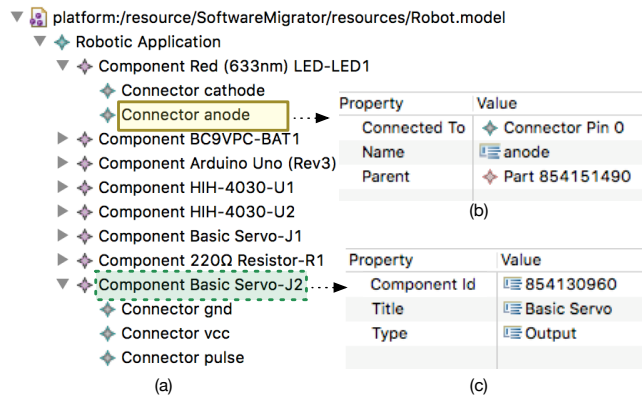 platform:/resource/SoftwareMigrator/resources/Robot.model
Robotic Application
Component Red (633nm) LED-LED1
Connector cathode
Connector anode
Component BC9VPC-BAT1
Component Arduino Uno (Rev3)
Component HIH-4030-U1
Component HIH-4030-U2
Component Basic Servo-J1
Component 220Ω Resistor-R1
Component Basic Servo-J2
Connector gnd
Connector vcc
Connector pulse
(a)
Property Value
Connected To Connector Pin 0
Name anode
Parent Part 854151490
(b)
Property Value
Component Id 854130960
Title Basic Servo
Type Output
(c)